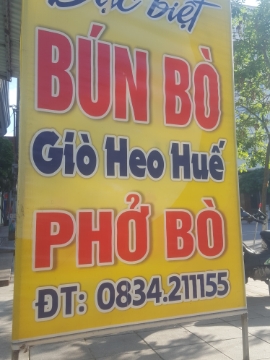 Đặc biệt
BÚN BÒ
Giò Heo Huế
PHỞ BÒ
ĐT: 0834.211155